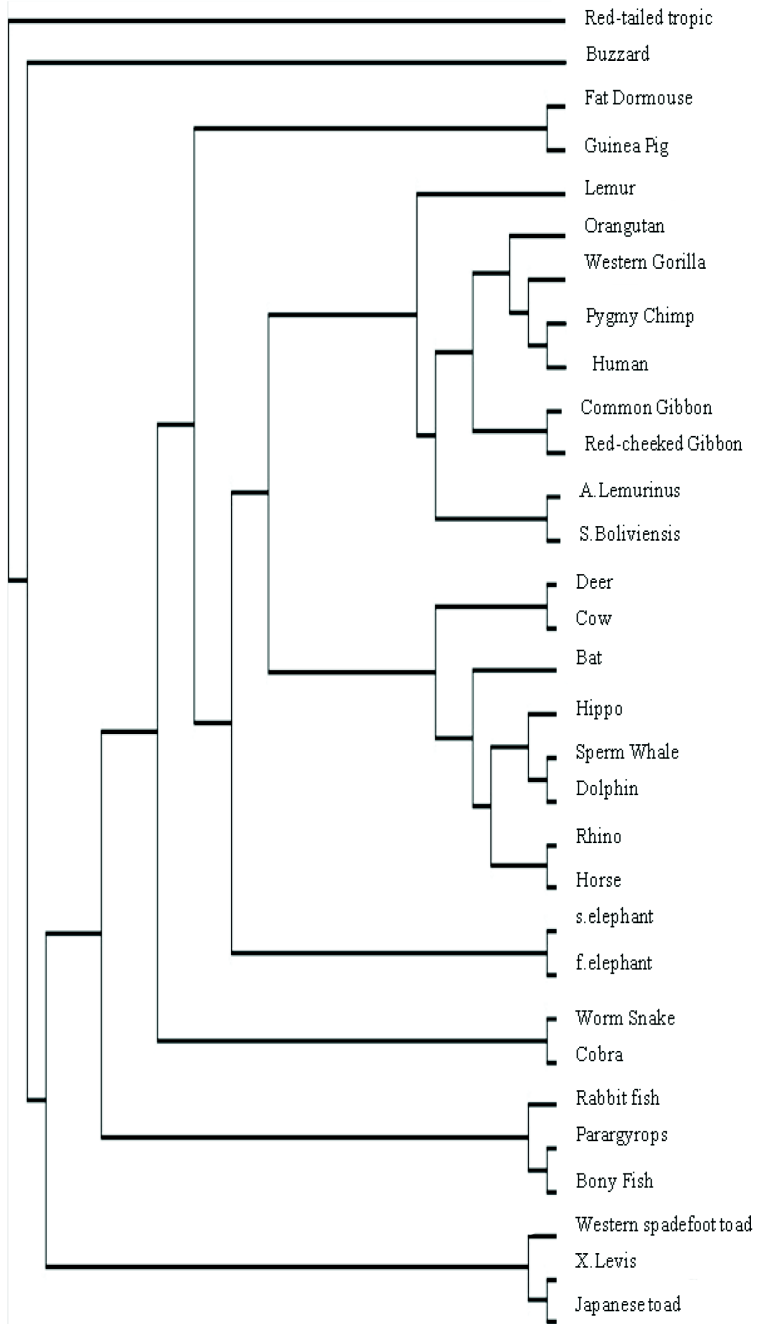 Red-tailed tropic
Buzzard
Fat Dormouse
Guinea Pig
Lemur
Orangutan
Western Gorilla
Pygmy Chimp
Human
Common Gibbon
Red-cheeked Gibbon
A.Lemurinus
S.Boliviensis
Deer
Cow
Bat
Hippo
Sperm Whale
Dolphin
Rhino
Horse
s.elephant
f.elephant
Worm Snake
Cobra
Rabbit fish
Parargyrops
Bony Fish
Western spadefoot toad
X.Levis
Japanese toad